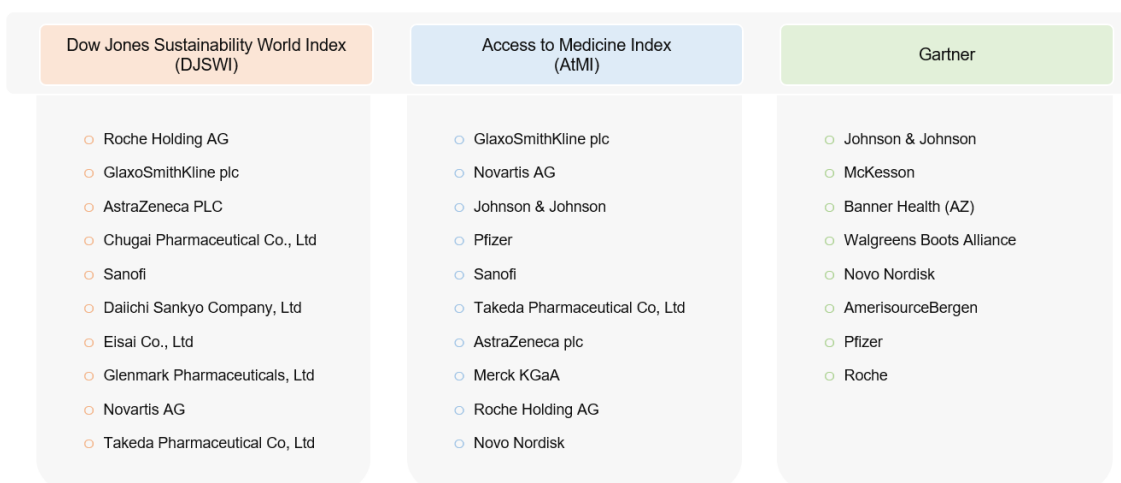 Dow Jones Sustainability World Index
(DJSWI)
Roche Holding AG
GlaxoSmithKline plc
AstraZeneca PLC
Chugai Pharmaceutical Co., Ltd
Sanofi
Daiichi Sankyo Company, Ltd
Eisai Co., Ltd
Glenmark Pharmaceuticals, Ltd
Novartis AG
Takeda Pharmaceutical Co, Ltd
Access to Medicine Index
(AtMI)
GlaxoSmithKline plc
Novartis AG
Johnson & Johnson
Pfizer
Sanofi
Takeda Pharmaceutical Co, Ltd
AstraZeneca plc
Merck KGaA
Roche Holding AG
Novo Nordisk
Gartner
Johnson & Johnson
McKesson
Banner Health (AZ)
Walgreens Boots Alliance
Novo Nordisk
AmerisourceBergen
Pfizer
Roche